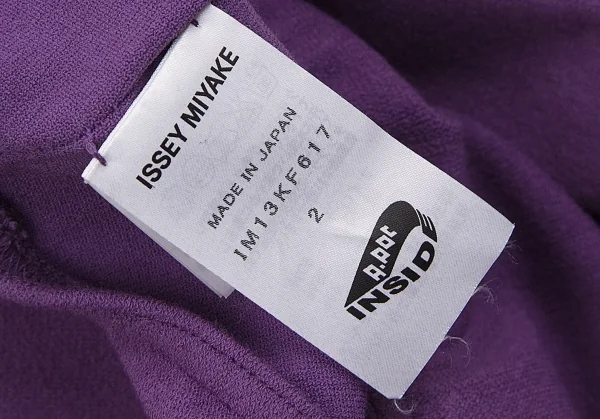 ISSEY MIYAKE
MADE IN JAPAN
IM13KF617
2
A.POC
INSIDE